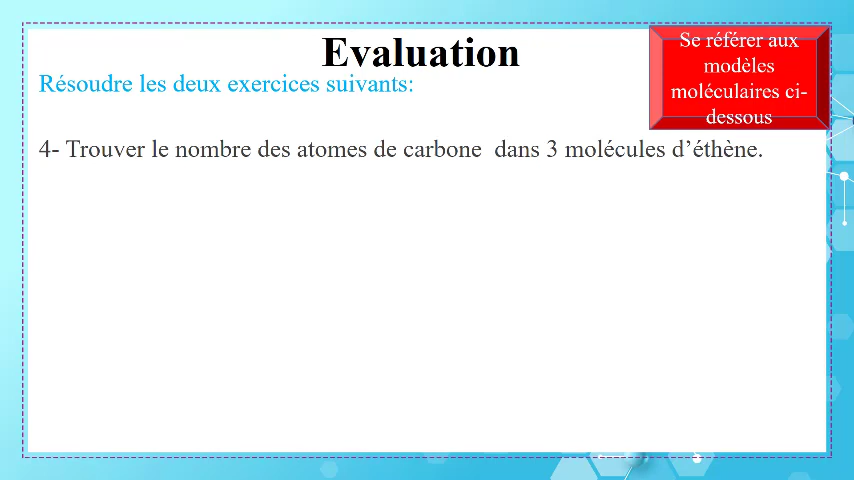 Evaluation
Se référer aux
modèles
moléculaires ci-
dessous
Résoudre les deux exercices suivants:
4- Trouver le nombre des atomes de carbone  dans 3 molécules d’éthène.